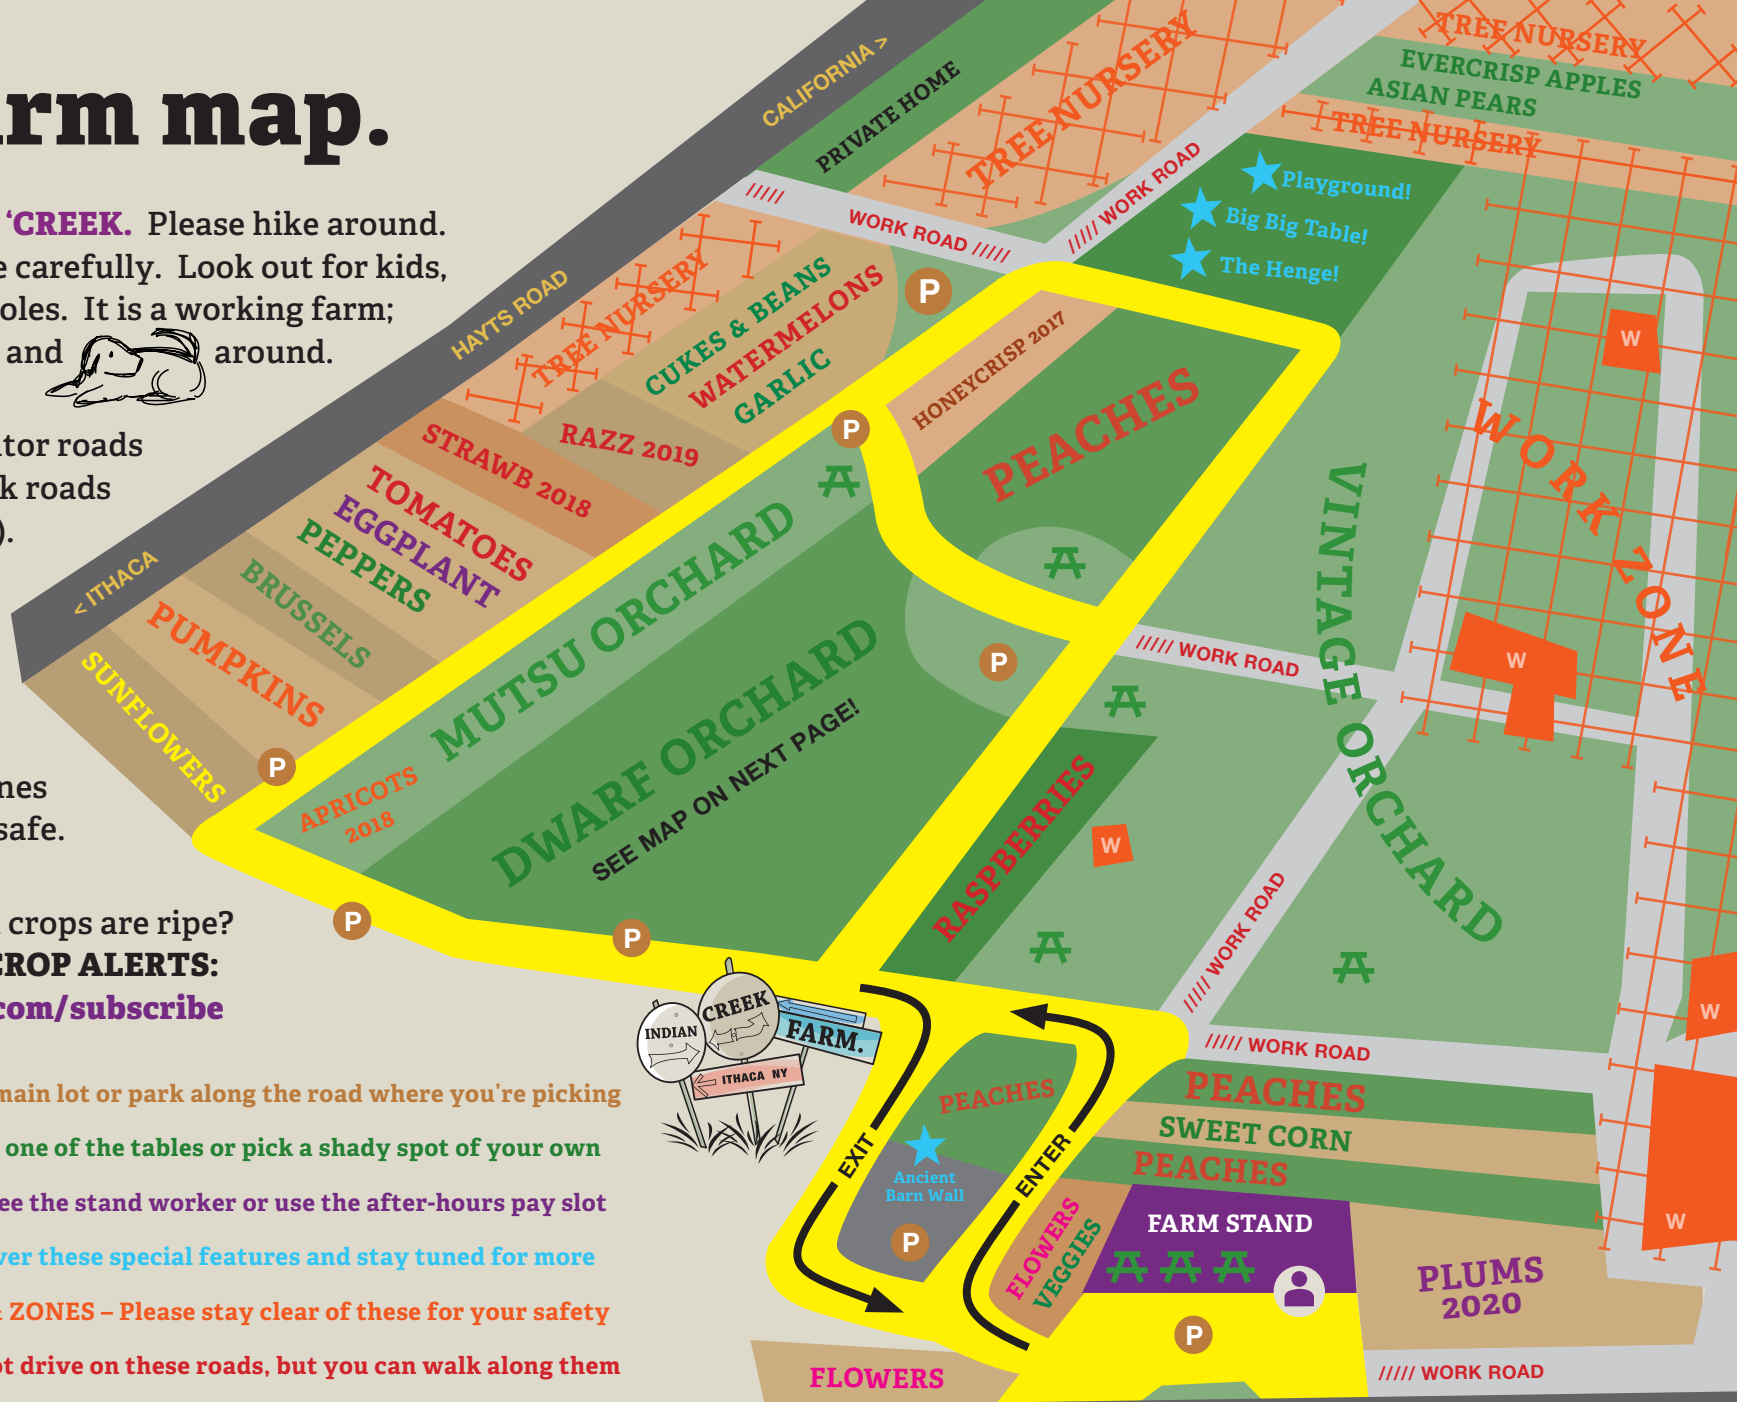 rm map.
‘CREEK. Please hike around.
carefully. Look out for kids,
oles. It is a working farm;
and
around.
tor roads
k roads
).
nes
safe.
crops are ripe?
CROP ALERTS:
com/subscribe
main lot or park along the road where you’re picking
one of the tables or pick a shady spot of your own
ee the stand worker or use the after-hours pay slot
ver these special features and stay tuned for more
ZONES – Please stay clear of these for your safety
ot drive on these roads, but you can walk along them
CALIFORNIA >
HAYTS ROAD
< ITHACA
PRIVATE HOME
TREE NURSERY
TREE NURSERY
EVERCRISP APPLES
ASIAN PEARS
TREE NURSERY
///// WORK ROAD
Playground!
Big Big Table!
The Henge!
/////
WORK ROAD /////
TREE NURSERY
CUKES & BEANS
WATERMELONS
GARLIC
P
RAZZ 2019
STRAWB 2018
TOMATOES
EGGPLANT
PEPPERS
BRUSSELS
PUMPKINS
SUNFLOWERS
P
P
HONEYCRISP 2017
PEACHES
MUTSU ORCHARD
APRICOTS
2018
DWARF ORCHARD
SEE MAP ON NEXT PAGE!
P
P
P
///// WORK ROAD
VINTAGE ORCHARD
WORK ZONE
W
W
RASPBERRIES
W
///// WORK ROAD
W
INDIAN
CREEK
FARM.
ITHACA NY
EXIT
ENTER
PEACHES
Ancient
Barn Wall
P
///// WORK ROAD
PEACHES
SWEET CORN
PEACHES
W
FLOWERS
VEGGIES
FARM STAND
PLUMS
2020
P
///// WORK ROAD
FLOWERS